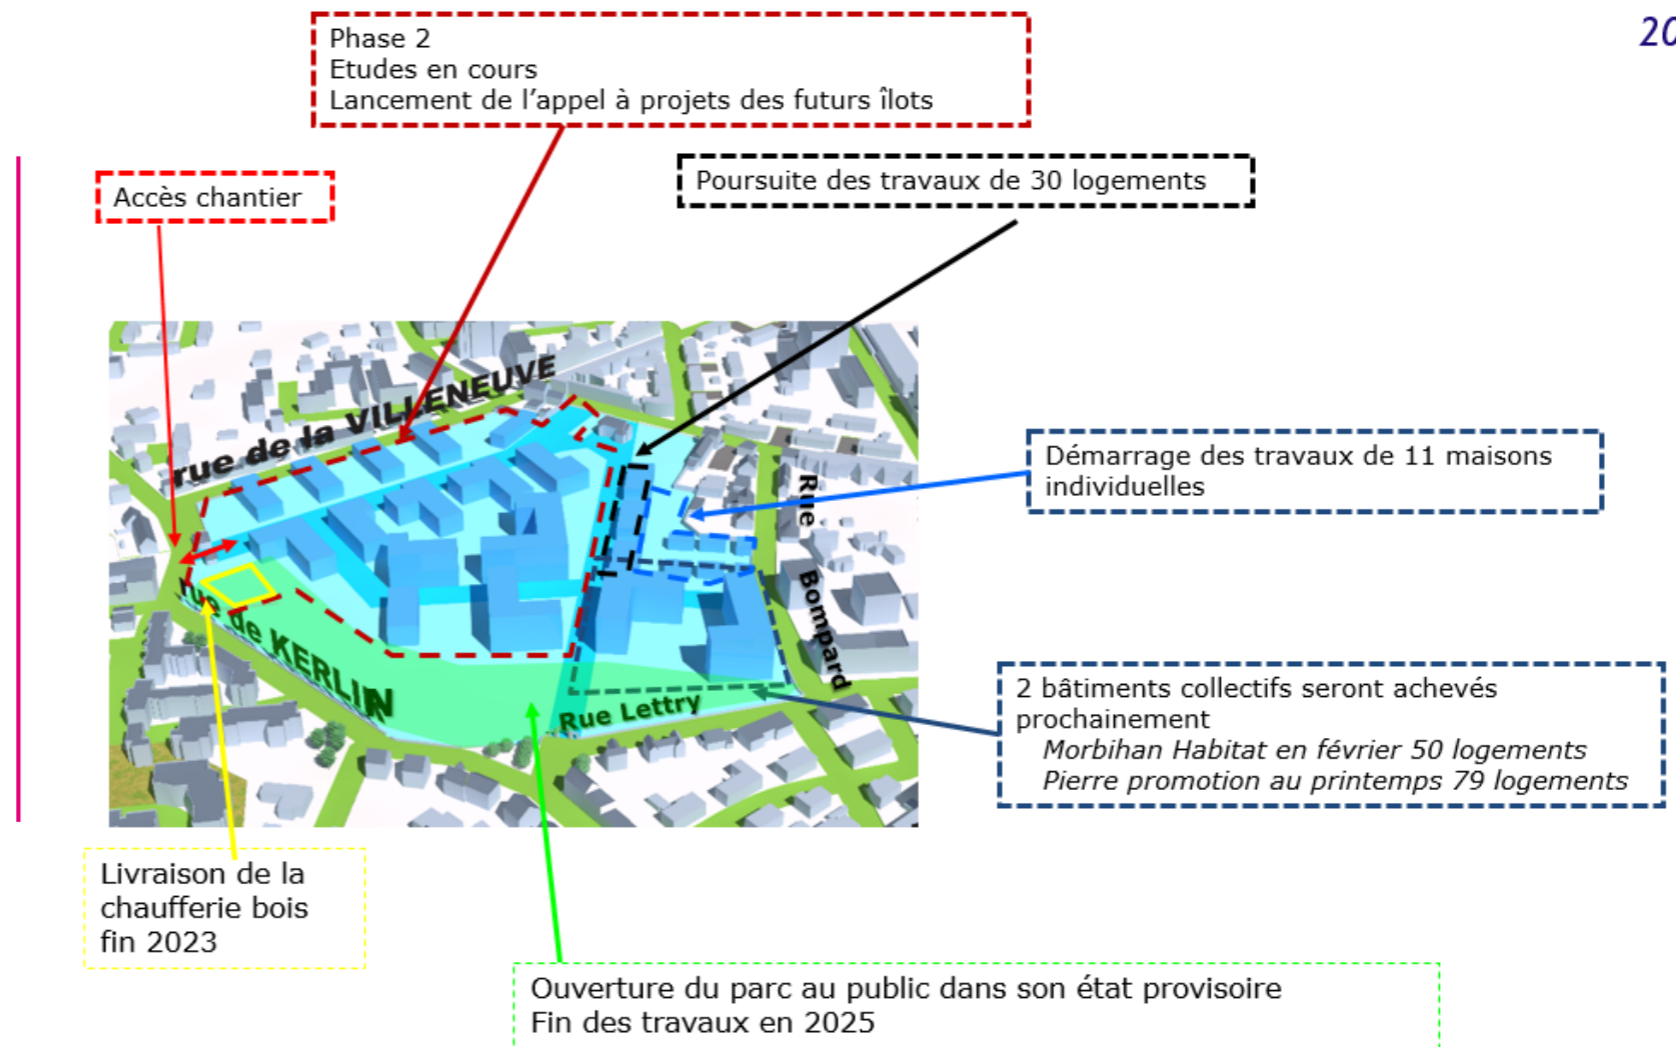 20
Phase 2
Etudes en cours
Lancement de l’appel à projets des futurs îlots
Accès chantier
Poursuite des travaux de 30 logements
rue de la VILLENEUVE
Démarrage des travaux de 11 maisons
individuelles
Rue Bompard
rue de KERLIN
Rue Lettry
2 bâtiments collectifs seront achevés
prochainement
Morbihan Habitat en février 50 logements
Pierre promotion au printemps 79 logements
Livraison de la
chaufferie bois
fin 2023
Ouverture du parc au public dans son état provisoire
Fin des travaux en 2025